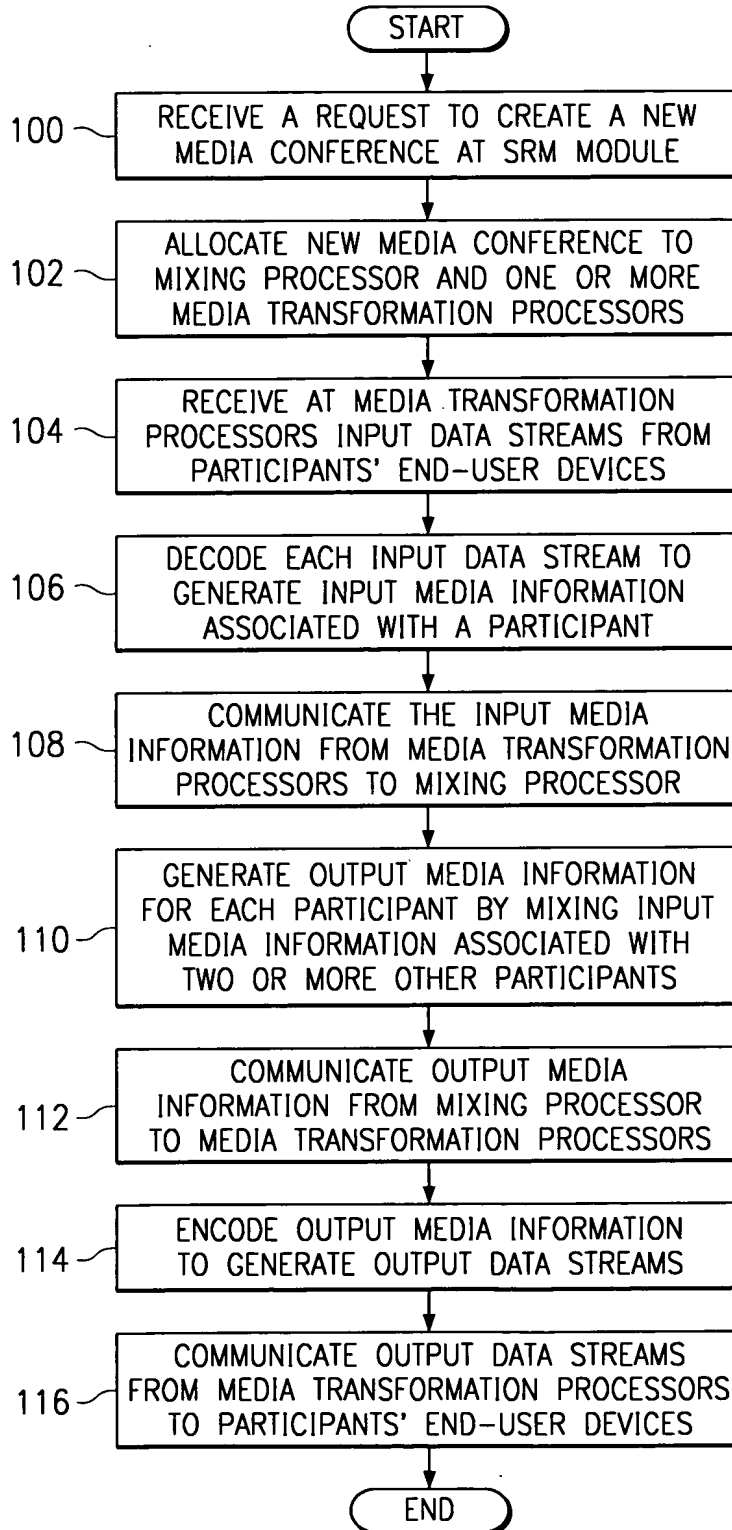 START
100
RECEIVE A REQUEST TO CREATE A NEW
MEDIA CONFERENCE AT SRM MODULE
102
ALLOCATE NEW MEDIA CONFERENCE TO
MIXING PROCESSOR AND ONE OR MORE
MEDIA TRANSFORMATION PROCESSORS
104
RECEIVE AT MEDIA TRANSFORMATION
PROCESSORS INPUT DATA STREAMS FROM
PARTICIPANTS' END-USER DEVICES
106
DECODE EACH INPUT DATA STREAM TO
GENERATE INPUT MEDIA INFORMATION
ASSOCIATED WITH A PARTICIPANT
108
COMMUNICATE THE INPUT MEDIA
INFORMATION FROM MEDIA TRANSFORMATION
PROCESSORS TO MIXING PROCESSOR
110
GENERATE OUTPUT MEDIA INFORMATION
FOR EACH PARTICIPANT BY MIXING INPUT
MEDIA INFORMATION ASSOCIATED WITH
TWO OR MORE OTHER PARTICIPANTS
112
COMMUNICATE OUTPUT MEDIA
INFORMATION FROM MIXING PROCESSOR
TO MEDIA TRANSFORMATION PROCESSORS
114
ENCODE OUTPUT MEDIA INFORMATION
TO GENERATE OUTPUT DATA STREAMS
116
COMMUNICATE OUTPUT DATA STREAMS
FROM MEDIA TRANSFORMATION PROCESSORS
TO PARTICIPANTS' END-USER DEVICES
END